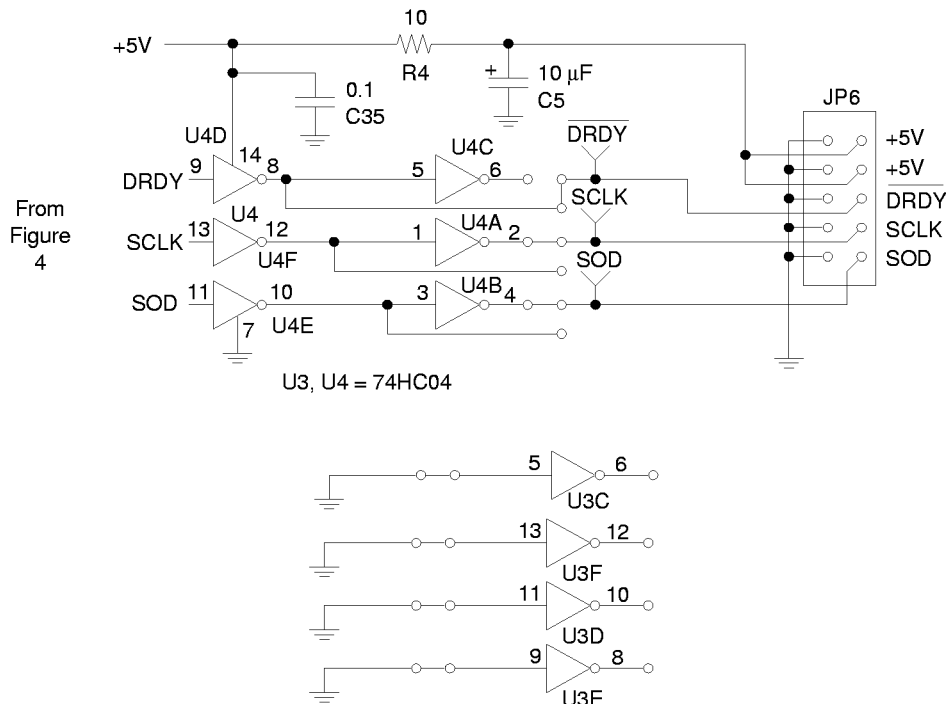 +5V
10
R4
+
10 µF
C5
0.1
C35
JP6
U4D
9
14
8
DRDY
U4C
5
6
DRDY
+5V
+5V
DRDY
SCLK
SOD
From
Figure
4
U4
SCLK
13
12
U4F
U4A
1
2
SCLK
SOD
11
10
7
U4E
U4B
3
4
SOD
U3, U4 = 74HC04
5
6
U3C
13
12
U3F
11
10
U3D
9
8
U3E